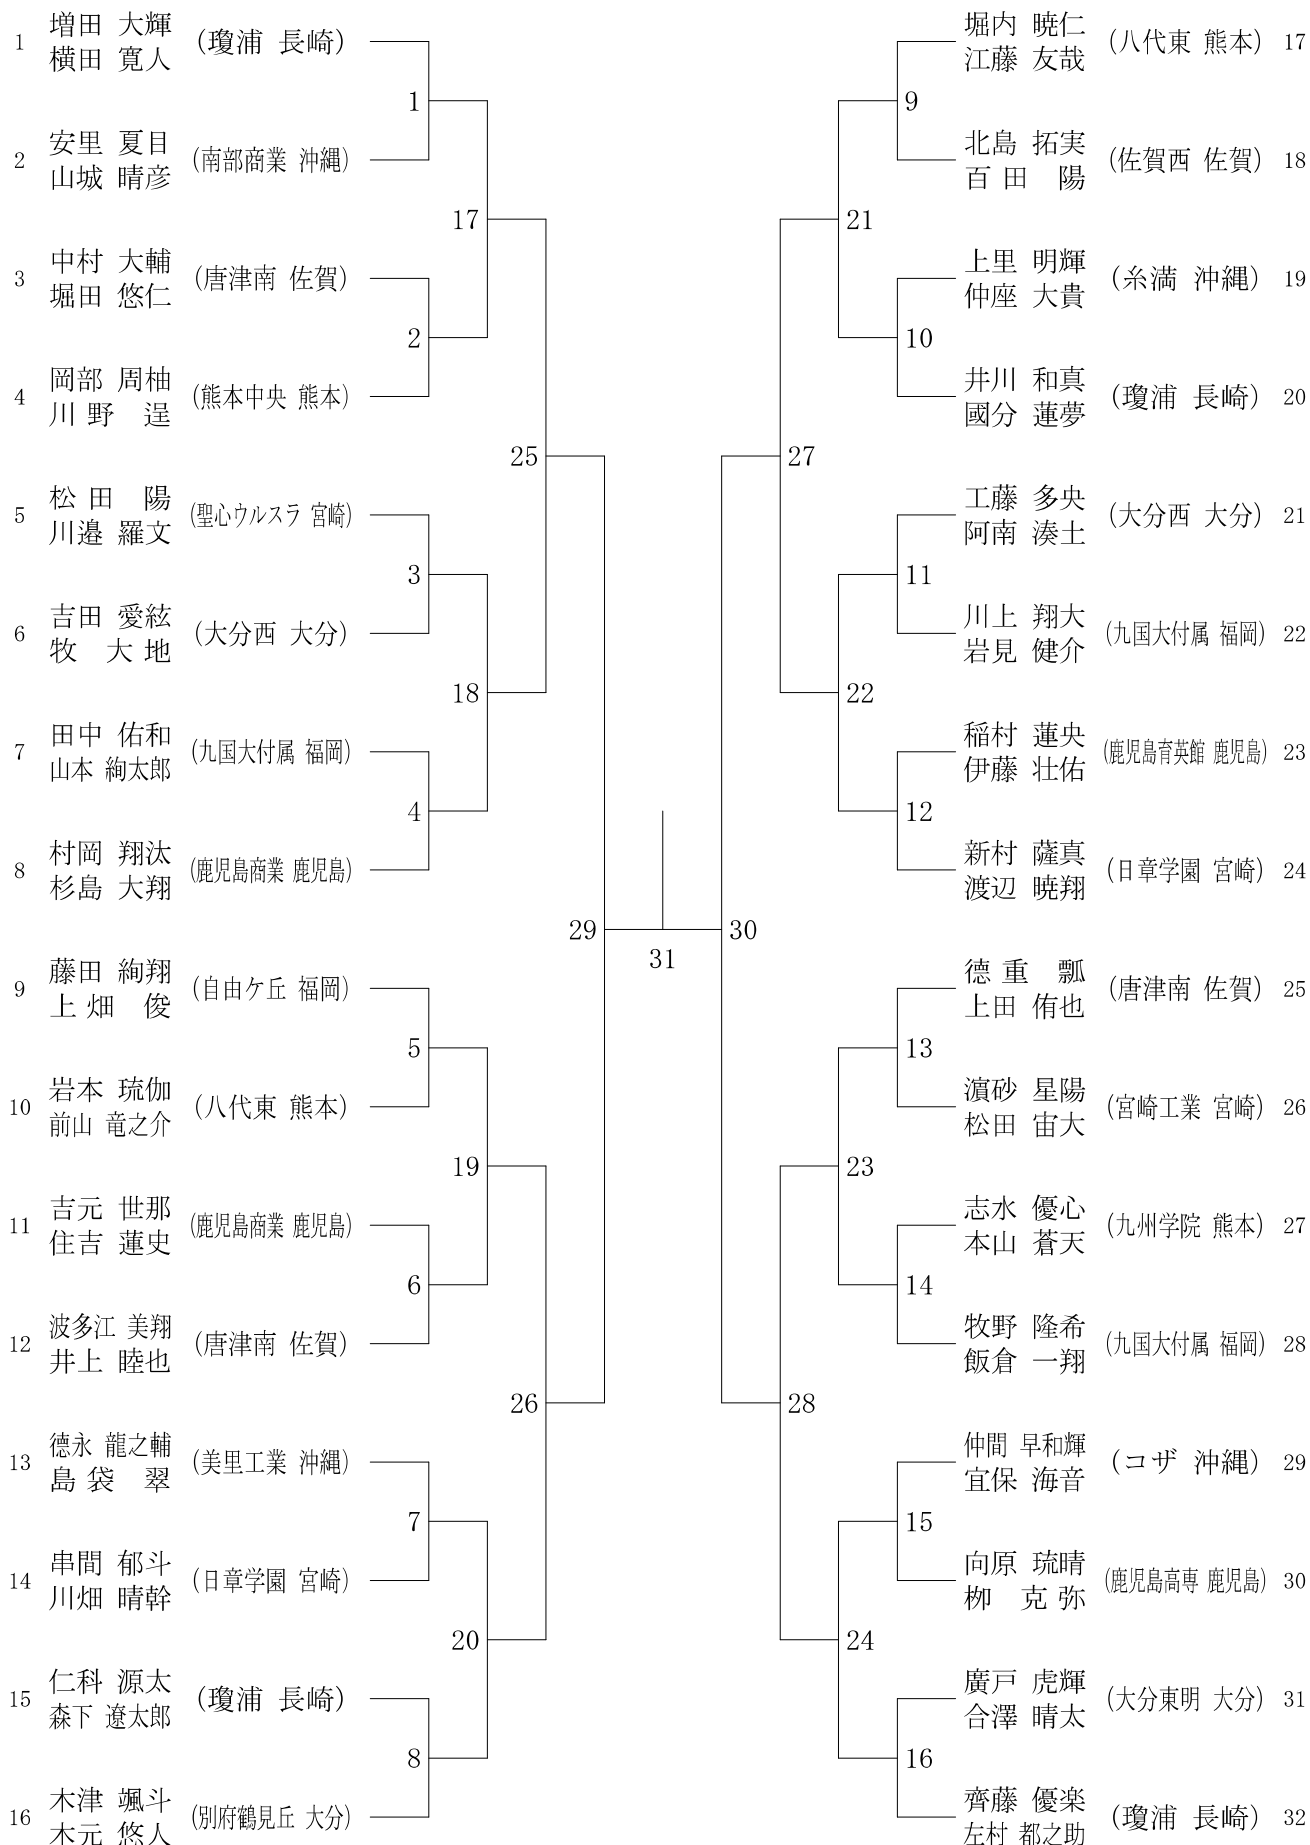 1 増田 大輝 (瓊浦 長崎)
横田 寛人
1
2 安里 夏目 (南部商業 沖縄)
山城 晴彦
17
3 中村 大輔 (唐津南 佐賀)
堀田 悠仁
2
4 岡部 周柚 (熊本中央 熊本)
川野 逞
25
5 松田 陽 (聖心ウルスラ 宮崎)
川邉 羅文
3
6 吉田 愛絃 (大分西 大分)
牧 大地
18
7 田中 佑和 (九国大付属 福岡)
山本 絢太郎
4
8 村岡 翔汰 (鹿児島商業 鹿児島)
杉島 大翔
29
9 藤田 絢翔 (自由ケ丘 福岡)
上畑 俊
5
10 岩本 琉伽 (八代東 熊本)
前山 竜之介
19
11 吉元 世那 (鹿児島商業 鹿児島)
住吉 蓮史
6
12 波多江 美翔 (唐津南 佐賀)
井上 睦也
26
13 德永 龍之輔 (美里工業 沖縄)
島袋 翠
7
14 串間 郁斗 (日章学園 宮崎)
川畑 晴幹
20
15 仁科 源太 (瓊浦 長崎)
森下 遼太郎
8
16 木津 颯斗 (別府鶴見丘 大分)
木元 悠人
31
堀内 暁仁 (八代東 熊本) 17
江藤 友哉
9
北島 拓実 (佐賀西 佐賀) 18
百田 陽
21
上里 明輝 (糸満 沖縄) 19
仲座 大貴
10
井川 和真 (瓊浦 長崎) 20
國分 蓮夢
27
工藤 多央 (大分西 大分) 21
阿南 湊土
11
川上 翔大 (九国大付属 福岡) 22
岩見 健介
22
稲村 蓮央 (鹿児島育英館 鹿児島) 23
伊藤 壮佑
12
新村 薩真 (日章学園 宮崎) 24
渡辺 暁翔
30
德重 瓢 (唐津南 佐賀) 25
上田 侑也
13
濵砂 星陽 (宮崎工業 宮崎) 26
松田 宙大
23
志水 優心 (九州学院 熊本) 27
本山 蒼天
14
牧野 隆希 (九国大付属 福岡) 28
飯倉 一翔
28
仲間 早和輝 (コザ 沖縄) 29
宜保 海音
15
向原 琉晴 (鹿児島高専 鹿児島) 30
栁 克弥
24
廣戸 虎輝 (大分東明 大分) 31
合澤 晴太
16
齊藤 優楽 (瓊浦 長崎) 32
左村 都之助